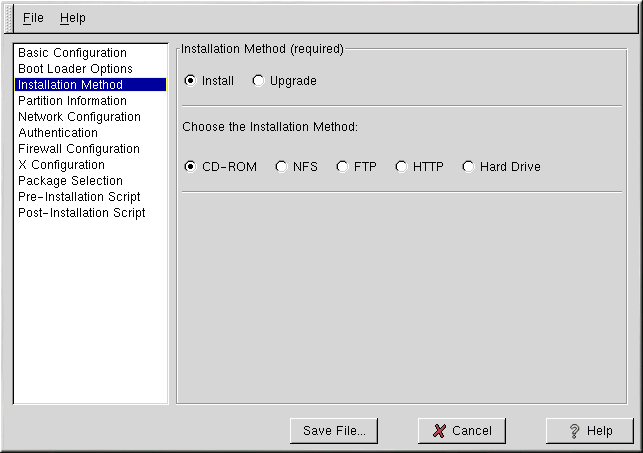 File Help
Basic Configuration
Boot Loader Options
Installation Method
Partition Information
Network Configuration
Authentication
Firewall Configuration
X Configuration
Package Selection
Pre-Installation Script
Post-Installation Script
Installation Method (required)
Install Upgrade
Choose the Installation Method:
CD-ROM NFS FTP HTTP Hard Drive
Save File... Cancel Help